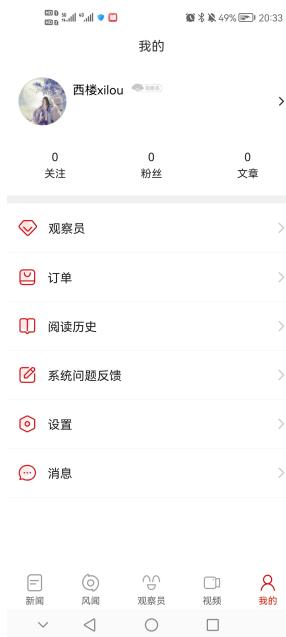 49% 20:33
我的
西楼xilou
0
0
0
关注
粉丝
文章
观察员
订单
阅读历史
系统问题反馈
设置
消息
新闻
风闻
观察员
视频
我的